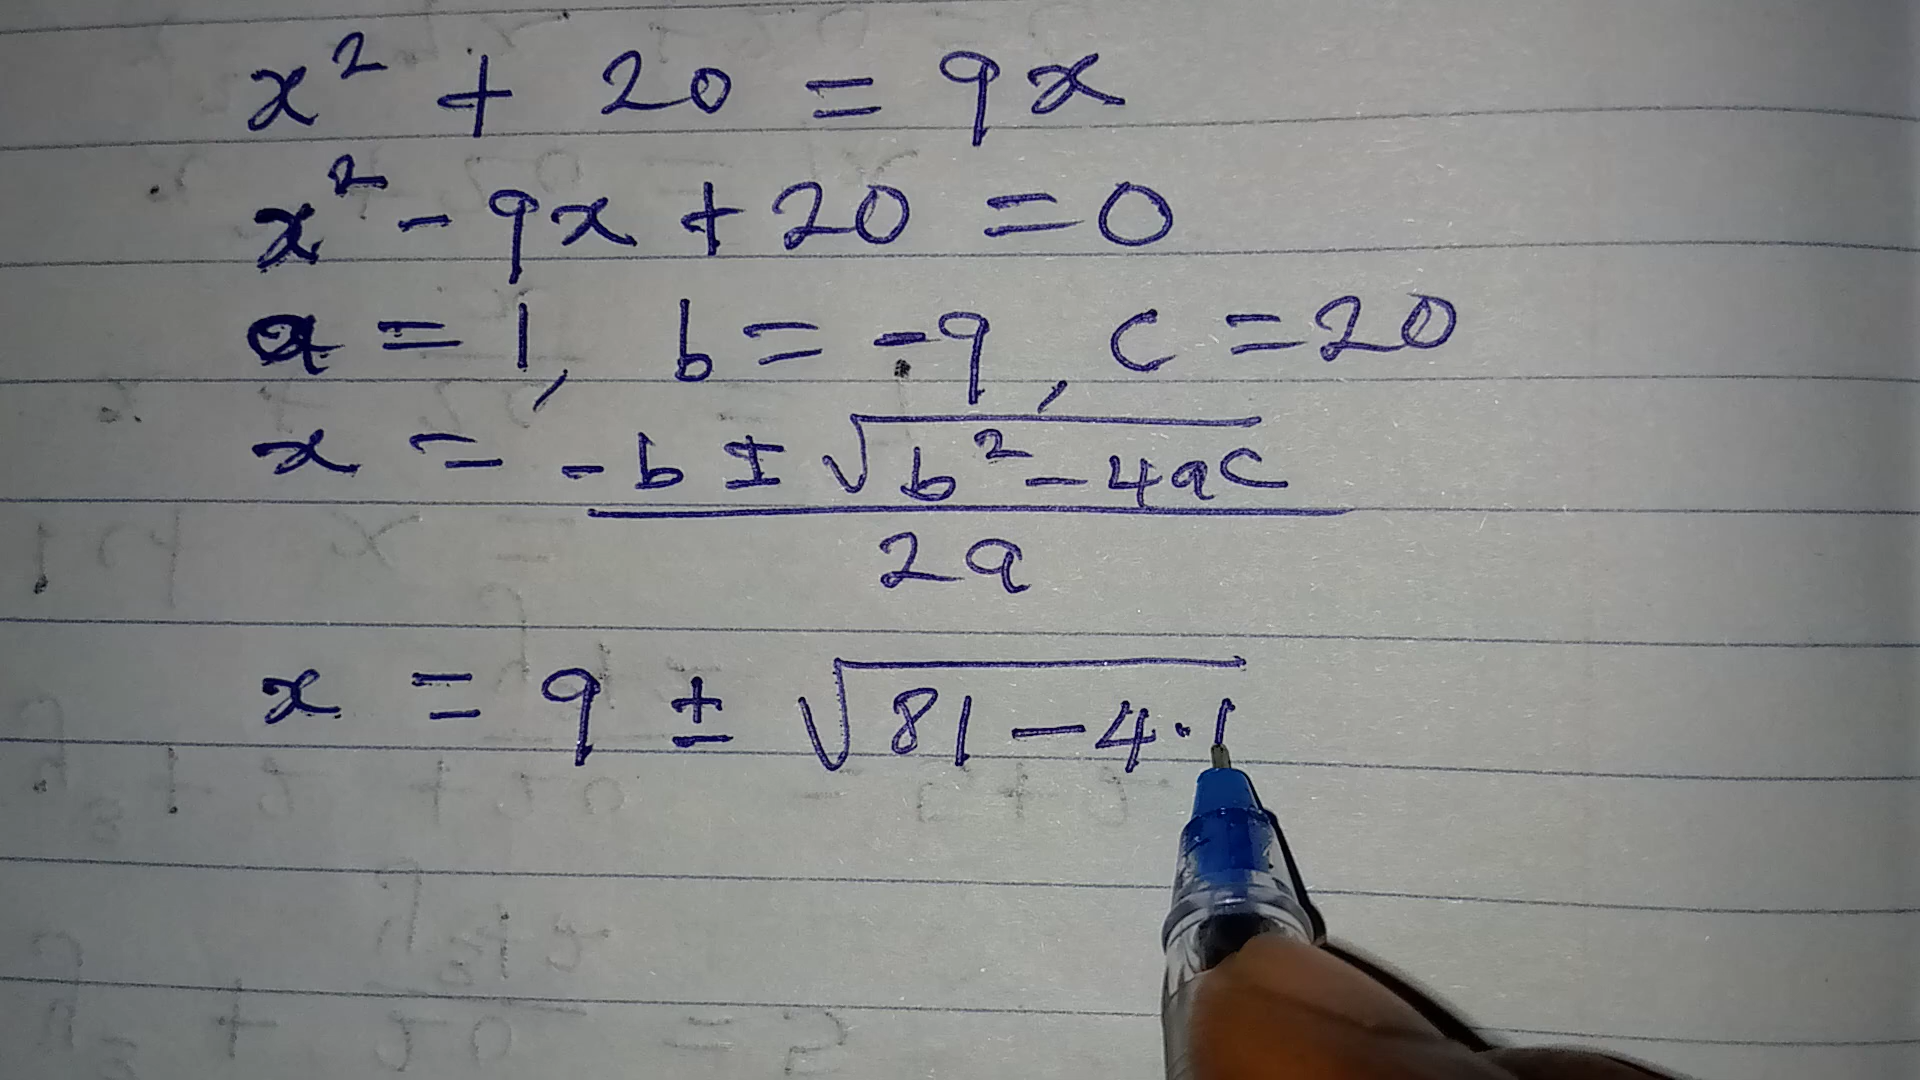 x² + 20 = 9x
x² - 9x + 20 = 0
a = 1, b = -9, c = 20
x = -b ± √b² - 4ac
2a
x = 9 ± √81 - 4·1